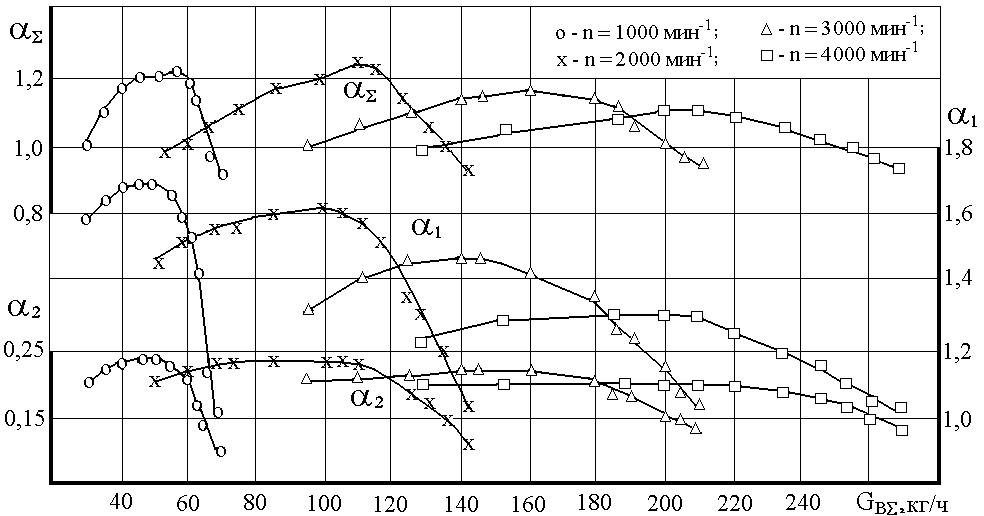 o - n = 1000 мин⁻¹; △ - n = 3000 мин⁻¹;
x - n = 2000 мин⁻¹; □ - n = 4000 мин⁻¹
αΣ
1,2
αΣ
α₁
1,0
1,8
0,8
1,6
α₁
1,4
α₂
0,25
1,2
α₂
0,15
1,0
40 60 80 100 120 140 160 180 200 220 240 GВΣ, кг/ч